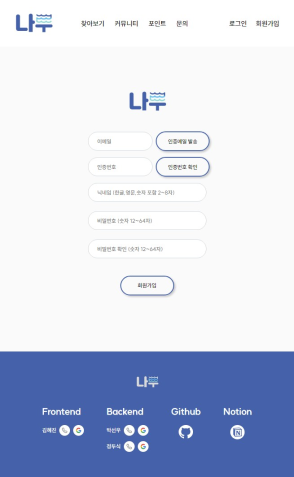 나무
찾아보기 커뮤니티 포인트 문의 로그인 회원가입
나무
이메일 인증메일 발송
인증번호 인증번호 확인
닉네임 (한글,영문,숫자 포함 2~8자)
비밀번호 (숫자 12~64자)
비밀번호 확인 (숫자 12~64자)
회원가입
나무
Frontend Backend Github Notion
김혜진 박선우
정두식